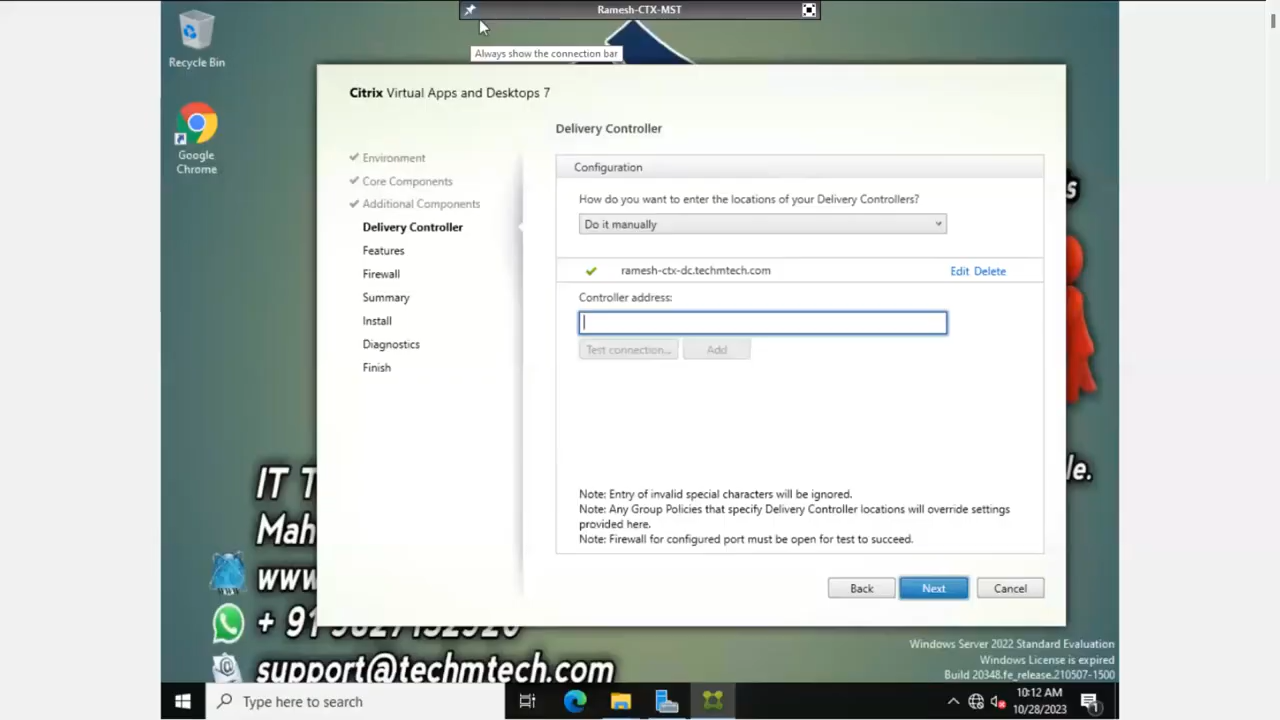 Ramesh-CTX-MST
Always show the connection bar
Recycle Bin
Google
Chrome
Citrix Virtual Apps and Desktops 7
Environment
Core Components
Additional Components
Delivery Controller
Features
Firewall
Summary
Install
Diagnostics
Finish
Delivery Controller
Configuration
How do you want to enter the locations of your Delivery Controllers?
Do it manually
ramesh-ctx-dc.techmtech.com
Edit Delete
Controller address:
Test connection...
Add
Note: Entry of invalid special characters will be ignored.
Note: Any Group Policies that specify Delivery Controller locations will override settings
provided here.
Note: Firewall for configured port must be open for test to succeed.
Back
Next
Cancel
IT T
Mah
www
+ 91
support@techmtech.com
s
le.
Windows Server 2022 Standard Evaluation
Windows License is expired
Build 20348.fe_release.210507-1500
Type here to search
10:12 AM
10/28/2023
1